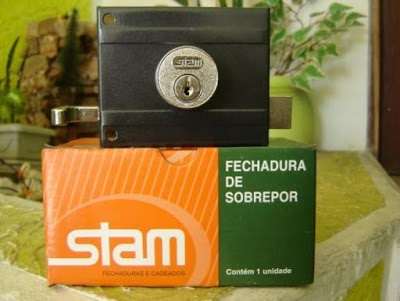 stam
FECHADURA
DE
SOBREPOR
stam
FECHADURAS E CADEADOS
Contém 1 unidade